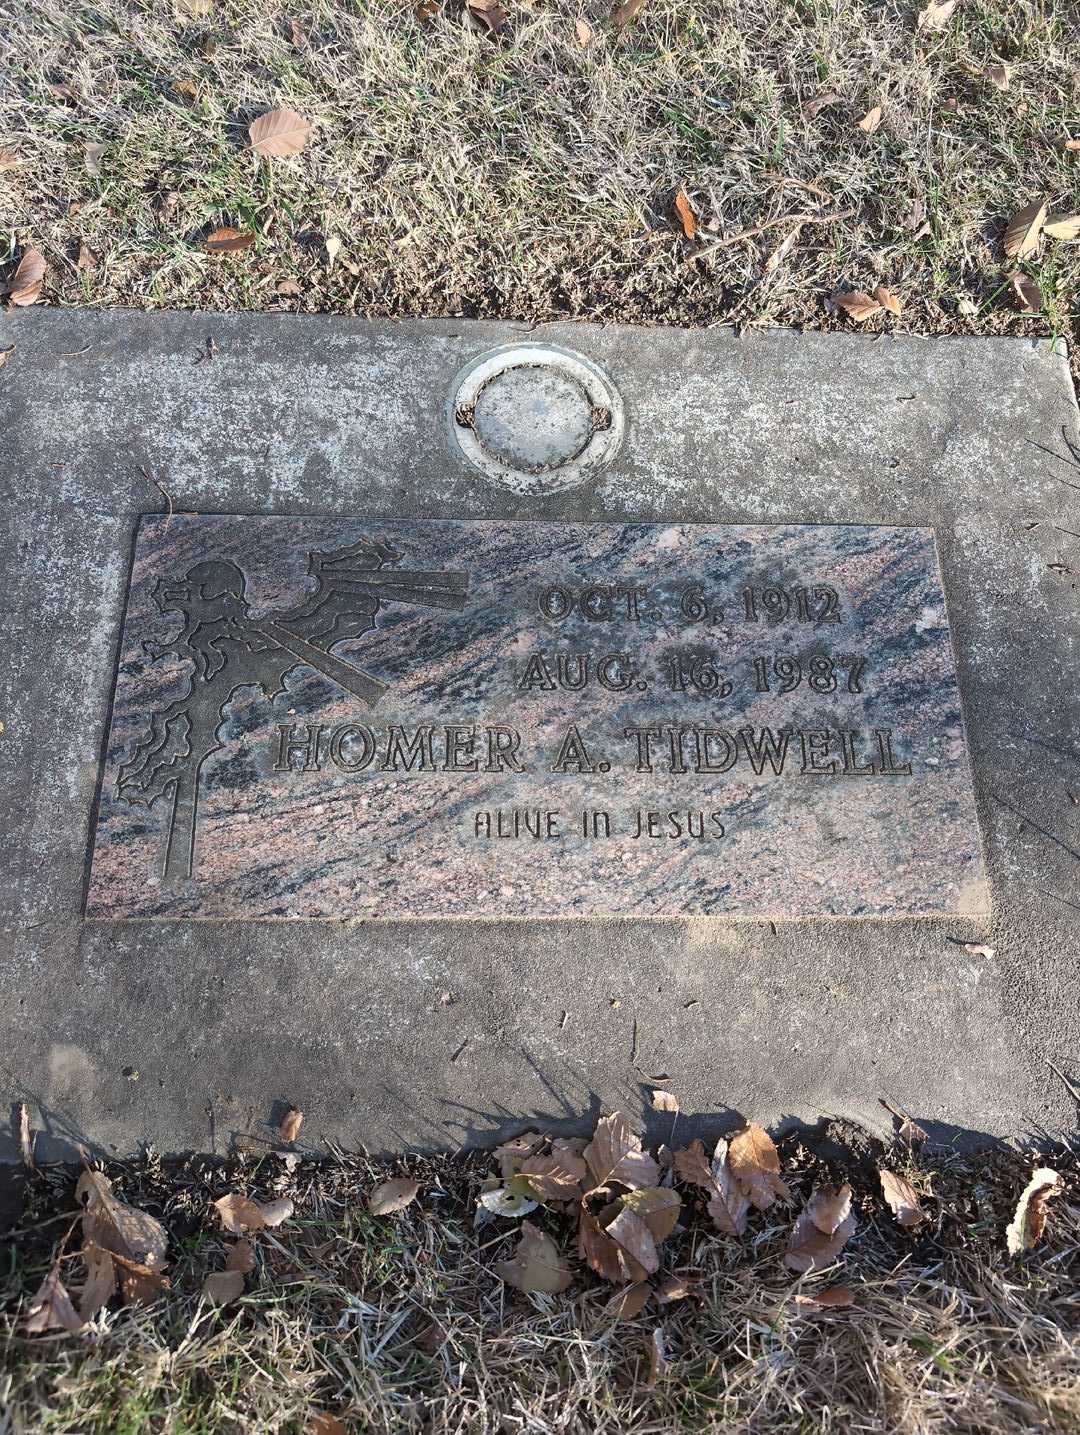 OCT. 6, 1912
AUG. 16, 1987
HOMER A. TIDWELL
ALIVE IN JESUS